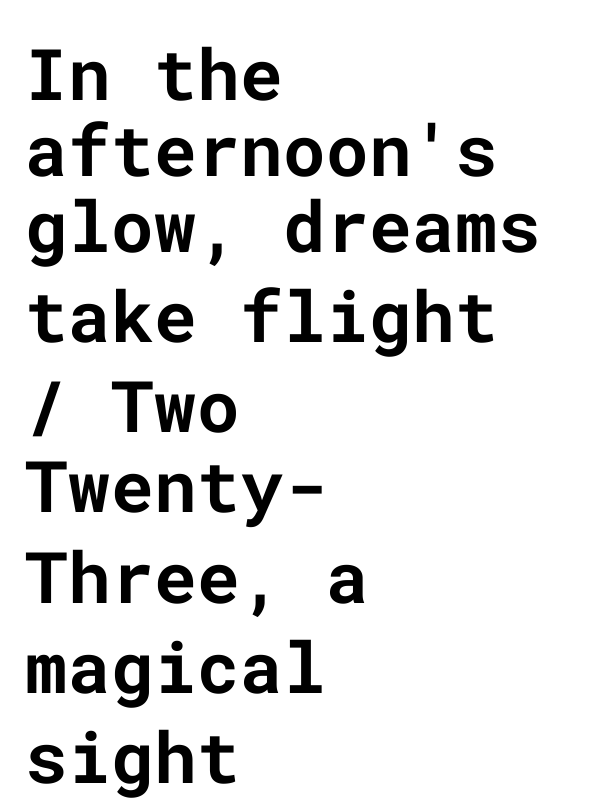 In the
afternoon's
glow, dreams
take flight
/ Two
Twenty-
Three, a
magical
sight